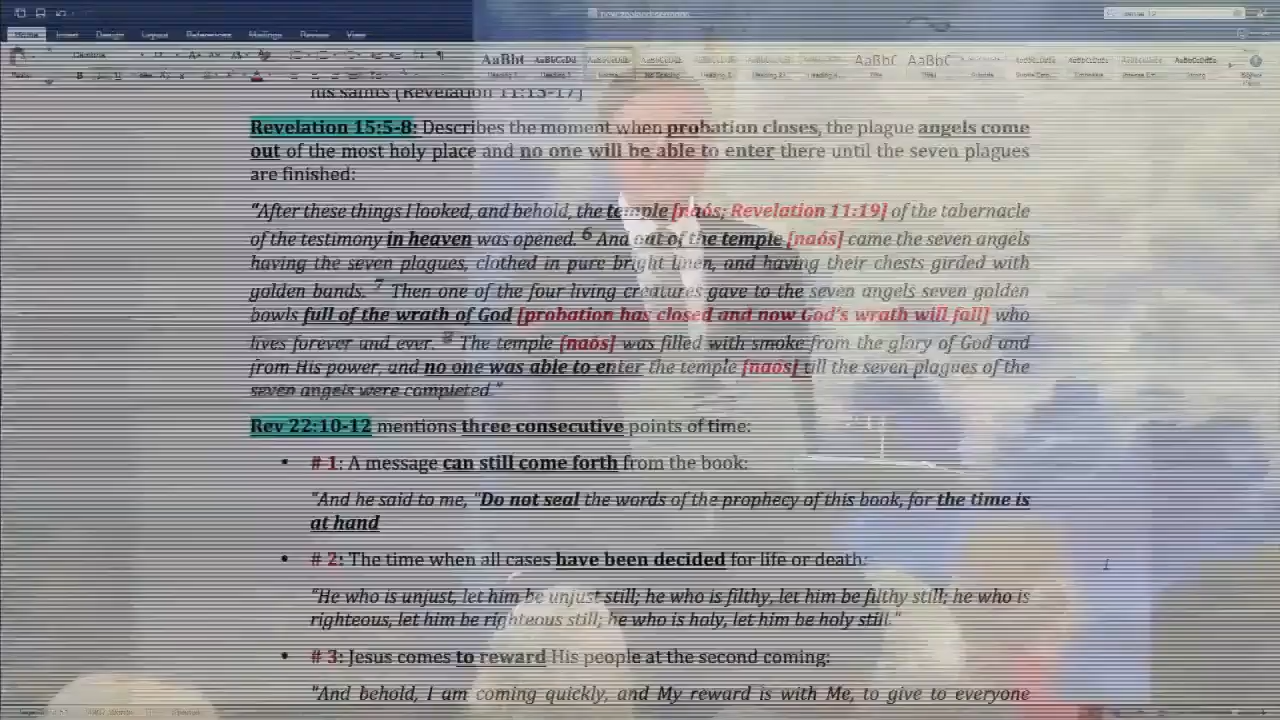 Insert Design Layout References Mailings Review View
AaBbCcDd AaBbC AaBbC
his saints (Revelation 11:15-17]
Revelation 15:5-8: Describes the moment when probation closes, the plague angels come
out of the most holy place and no one will be able to enter there until the seven plagues
are finished:
“After these things I looked, and behold, the temple [naós; Revelation 11:19] of the tabernacle
of the testimony in heaven was opened. 6 And out of the temple [naós] came the seven angels
having the seven plagues, clothed in pure bright linen, and having their chests girded with
golden bands. 7 Then one of the four living creatures gave to the seven angels seven golden
bowls full of the wrath of God [probation has closed and now God’s wrath will fall] who
lives forever and ever. 8 The temple [naós] was filled with smoke from the glory of God and
from His power, and no one was able to enter the temple [naós] till the seven plagues of the
seven angels were completed.”
Rev 22:10-12 mentions three consecutive points of time:
• # 1: A message can still come forth from the book:
“And he said to me, “Do not seal the words of the prophecy of this book, for the time is
at hand
• # 2: The time when all cases have been decided for life or death:
“He who is unjust, let him be unjust still; he who is filthy, let him be filthy still; he who is
righteous, let him be righteous still; he who is holy, let him be holy still.”
• # 3: Jesus comes to reward His people at the second coming:
“And behold, I am coming quickly, and My reward is with Me, to give to everyone